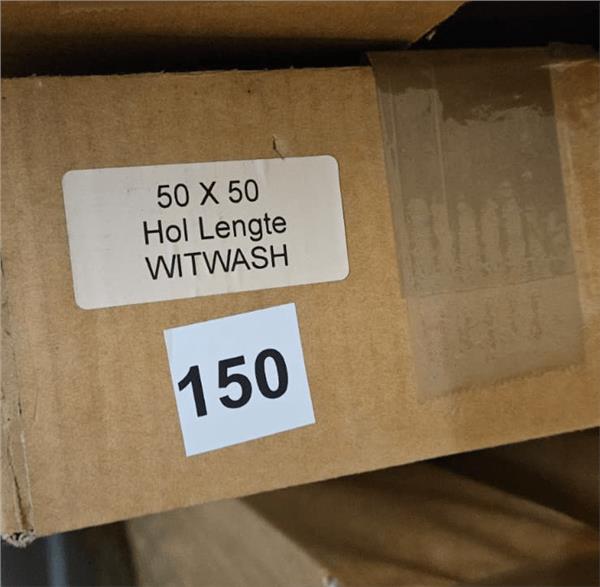 50 X 50
Hol Lengte
WITWASH
150